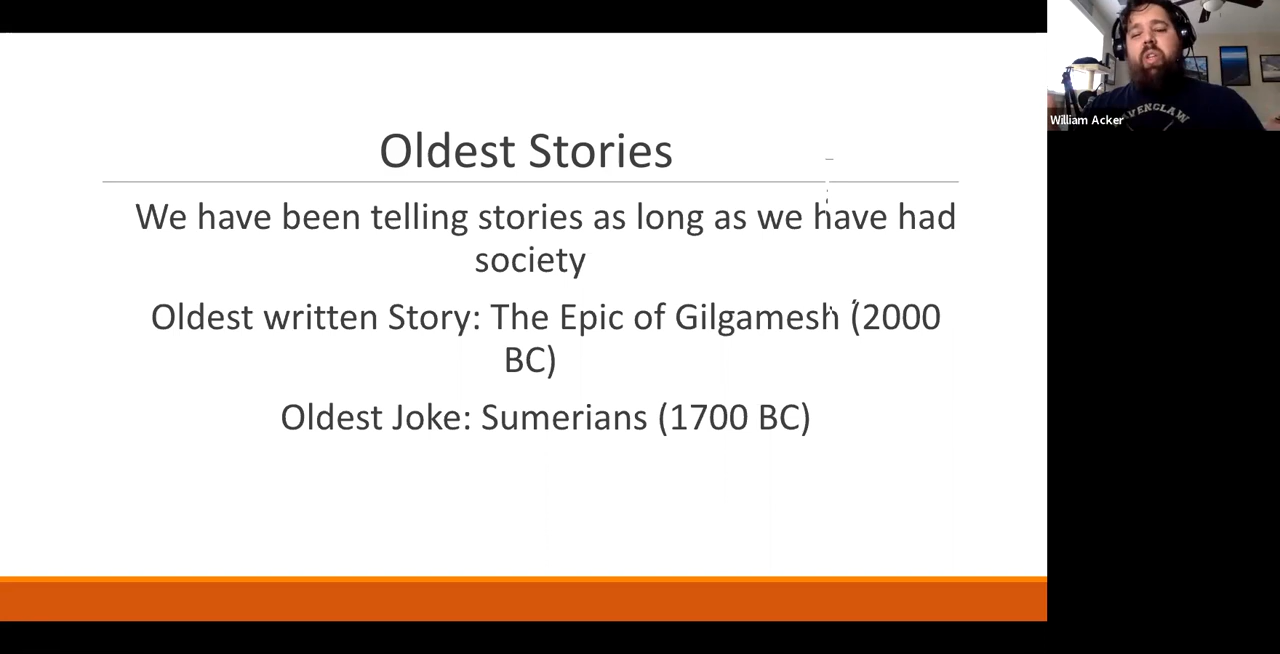 Oldest Stories
We have been telling stories as long as we have had
society
Oldest written Story: The Epic of Gilgamesh (2000
BC)
Oldest Joke: Sumerians (1700 BC)
William Acker